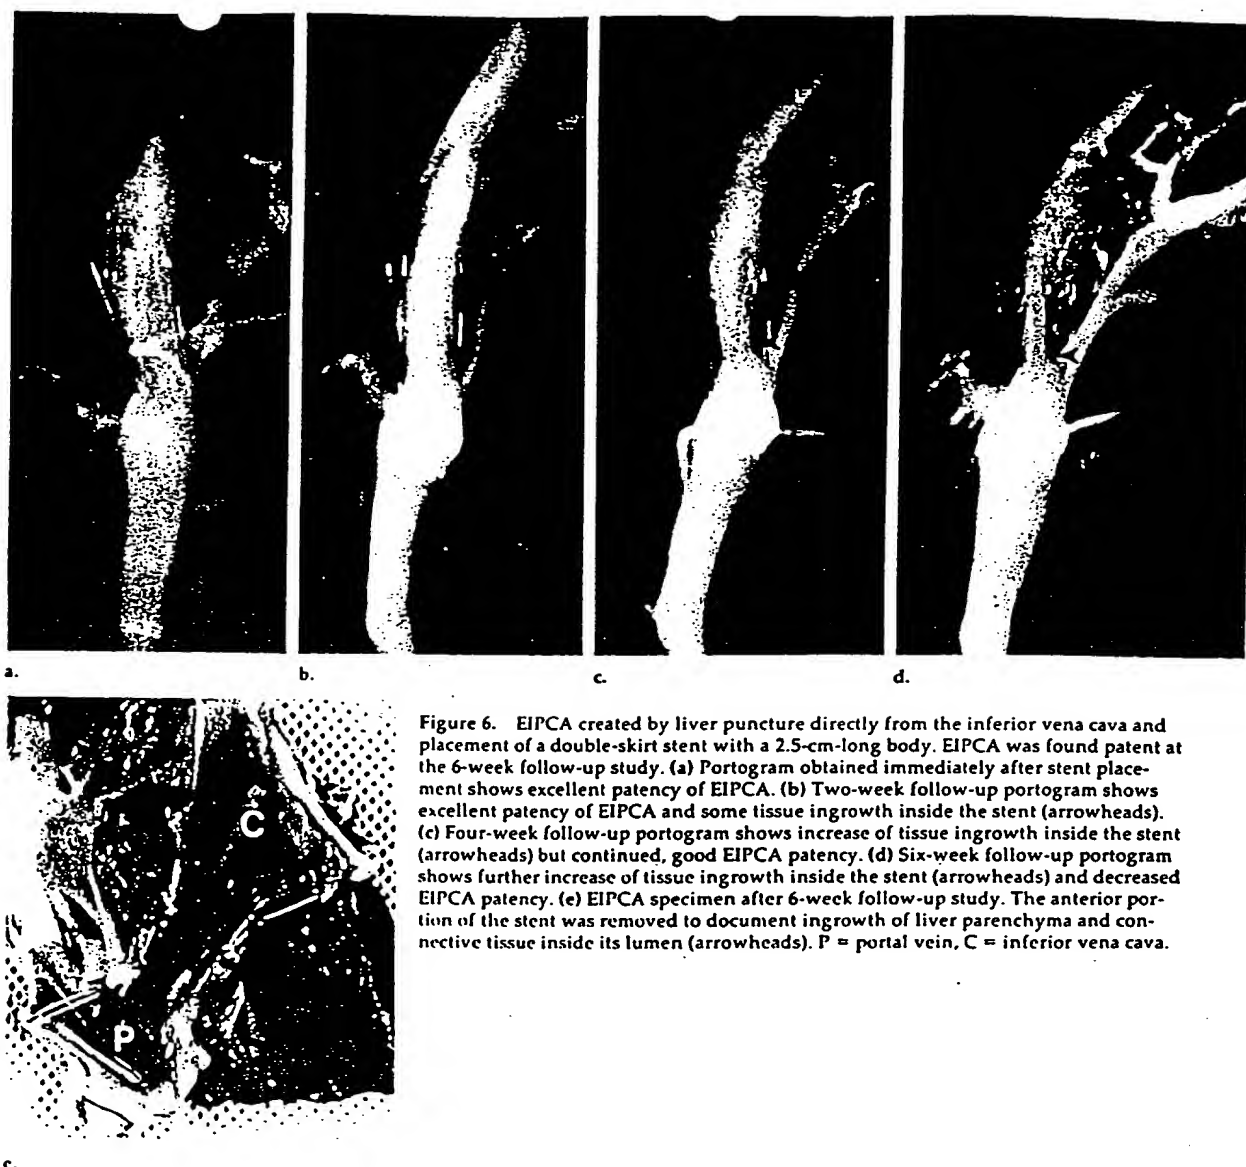 a.
b.
c.
d.
Figure 6. EIPCA created by liver puncture directly from the inferior vena cava and
placement of a double-skirt stent with a 2.5-cm-long body. EIPCA was found patent at
the 6-week follow-up study. (a) Portogram obtained immediately after stent place-
ment shows excellent patency of EIPCA. (b) Two-week follow-up portogram shows
excellent patency of EIPCA and some tissue ingrowth inside the stent (arrowheads).
(c) Four-week follow-up portogram shows increase of tissue ingrowth inside the stent
(arrowheads) but continued, good EIPCA patency. (d) Six-week follow-up portogram
shows further increase of tissue ingrowth inside the stent (arrowheads) and decreased
EIPCA patency. (e) EIPCA specimen after 6-week follow-up study. The anterior por-
tion of the stent was removed to document ingrowth of liver parenchyma and con-
nective tissue inside its lumen (arrowheads). P = portal vein, C = inferior vena cava.
C
P
e.